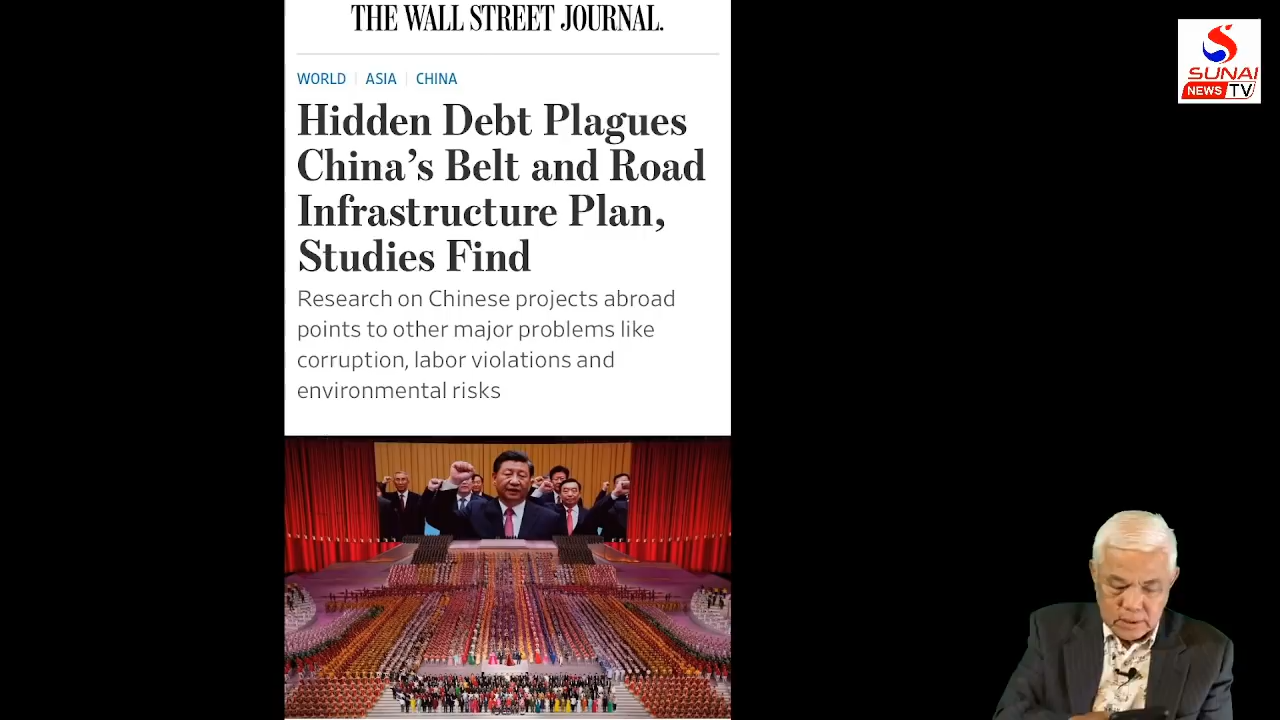 THE WALL STREET JOURNAL.
WORLD | ASIA | CHINA
Hidden Debt Plagues
China’s Belt and Road
Infrastructure Plan,
Studies Find
Research on Chinese projects abroad
points to other major problems like
corruption, labor violations and
environmental risks
SUNAI
NEWS TV